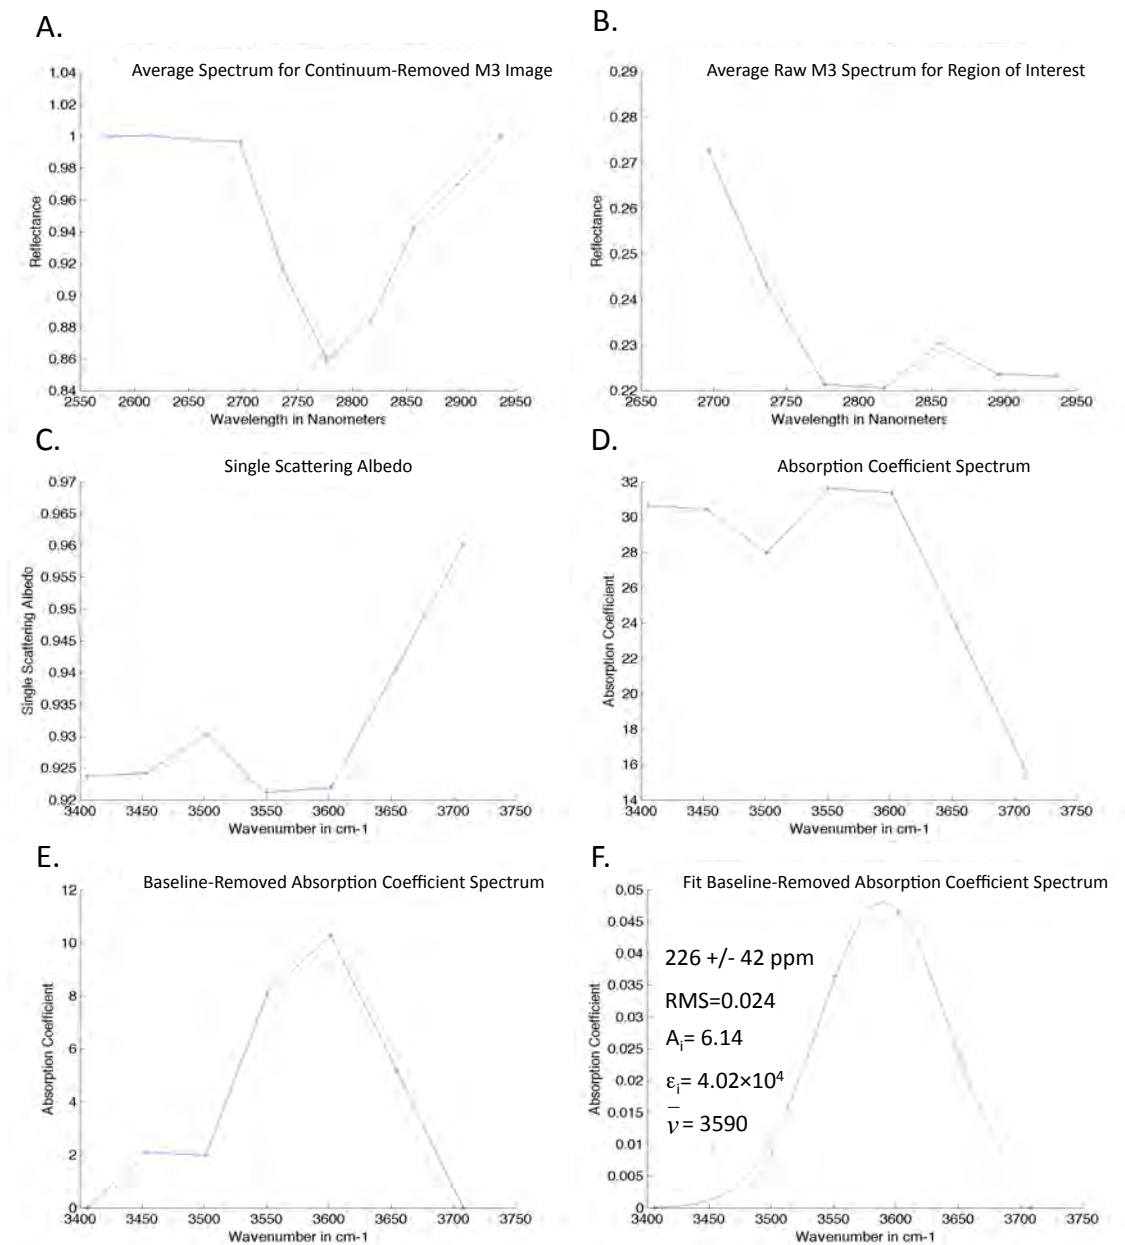 A.
Average Spectrum for Continuum-Removed M3 Image
1.04
1.02
1
0.98
0.96
0.94
0.92
0.9
0.88
0.86
0.84
Reflectance
2550 2600 2650 2700 2750 2800 2850 2900 2950
Wavelength in Nanometers
B.
Average Raw M3 Spectrum for Region of Interest
0.29
0.28
0.27
0.26
0.25
0.24
0.23
0.22
Reflectance
2650 2700 2750 2800 2850 2900 2950
Wavelength in Nanometers
C.
Single Scattering Albedo
0.97
0.965
0.96
0.955
0.95
0.945
0.94
0.935
0.93
0.925
0.92
Single Scattering Albedo
3400 3450 3500 3550 3600 3650 3700 3750
Wavenumber in cm-1
D.
Absorption Coefficient Spectrum
32
30
28
26
24
22
20
18
16
14
Absorption Coefficient
3400 3450 3500 3550 3600 3650 3700 3750
Wavenumber in cm-1
E.
Baseline-Removed Absorption Coefficient Spectrum
12
10
8
6
4
2
0
Absorption Coefficient
3400 3450 3500 3550 3600 3650 3700 3750
Wavenumber in cm-1
F.
Fit Baseline-Removed Absorption Coefficient Spectrum
0.05
0.045
0.04
0.035
0.03
0.025
0.02
0.015
0.01
0.005
0
Absorption Coefficient
226 +/- 42 ppm
RMS=0.024
Aᵢ= 6.14
εᵢ= 4.02×10⁴
ν̄ = 3590
3400 3450 3500 3550 3600 3650 3700 3750
Wavenumber in cm-1